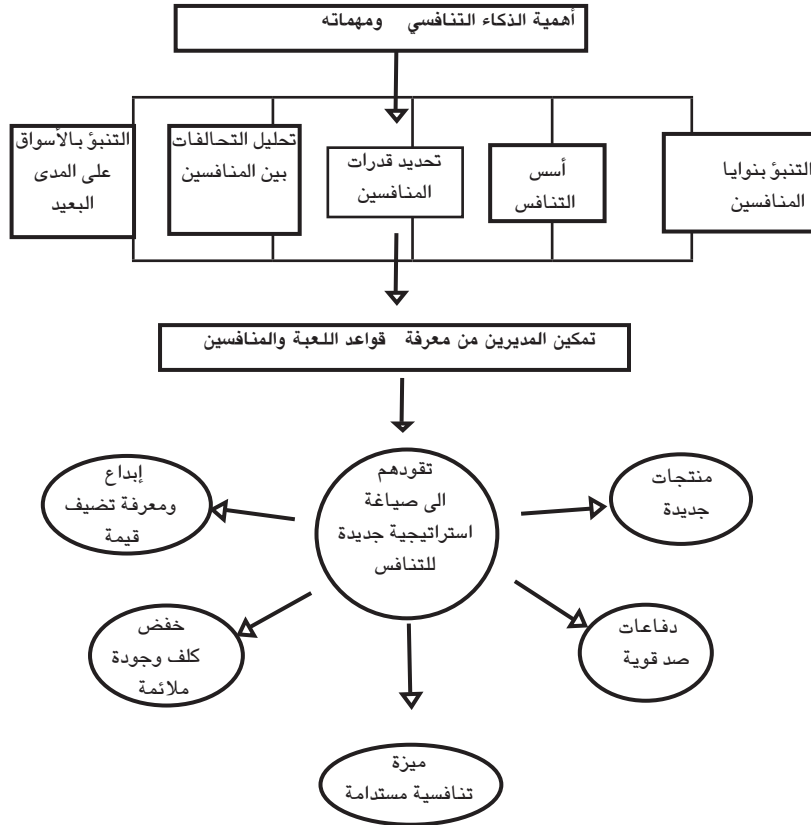 أهمية الذكاء التنافسي ومهماته
التنبؤ بنوايا
المنافسين
أسس
التنافس
تحديد قدرات
المنافسين
تحليل التحالفات
بين المنافسين
التنبؤ بالأسواق
على المدى
البعيد
تمكين المديرين من معرفة قواعد اللعبة والمنافسين
تقودهم
الى صياغة
استراتيجية جديدة
للتنافس
منتجات
جديدة
إبداع
ومعرفة تضيف
قيمة
دفاعات
صد قوية
خفض
كلف وجودة
ملائمة
ميزة
تنافسية مستدامة